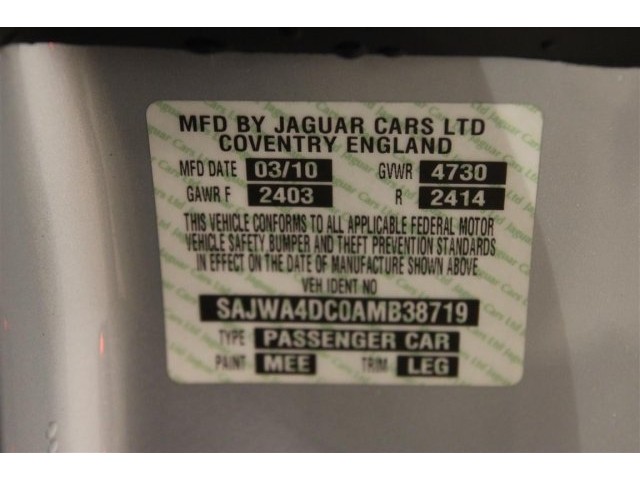 MFD BY JAGUAR CARS LTD
COVENTRY ENGLAND
MFD DATE 03/10 GVWR 4730
GAWR F 2403 R 2414
THIS VEHICLE CONFORMS TO ALL APPLICABLE FEDERAL MOTOR
VEHICLE SAFETY BUMPER AND THEFT PREVENTION STANDARDS
IN EFFECT ON THE DATE OF MANUFACTURE SHOWN ABOVE
VEH IDENT NO
SAJWA4DC0AMB38719
TYPE PASSENGER CAR
PAINT MEE TRIM LEG